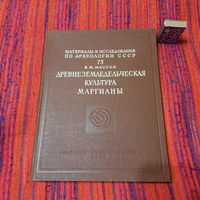 МАТЕРИАЛЫ И ИССЛЕДОВАНИЯ
ПО АРХЕОЛОГИИ СССР
73
В. М. МАССОН
ДРЕВНЕЗЕМЛЕДЕЛЬЧЕСКАЯ
КУЛЬТУРА
МАРГИАНЫ